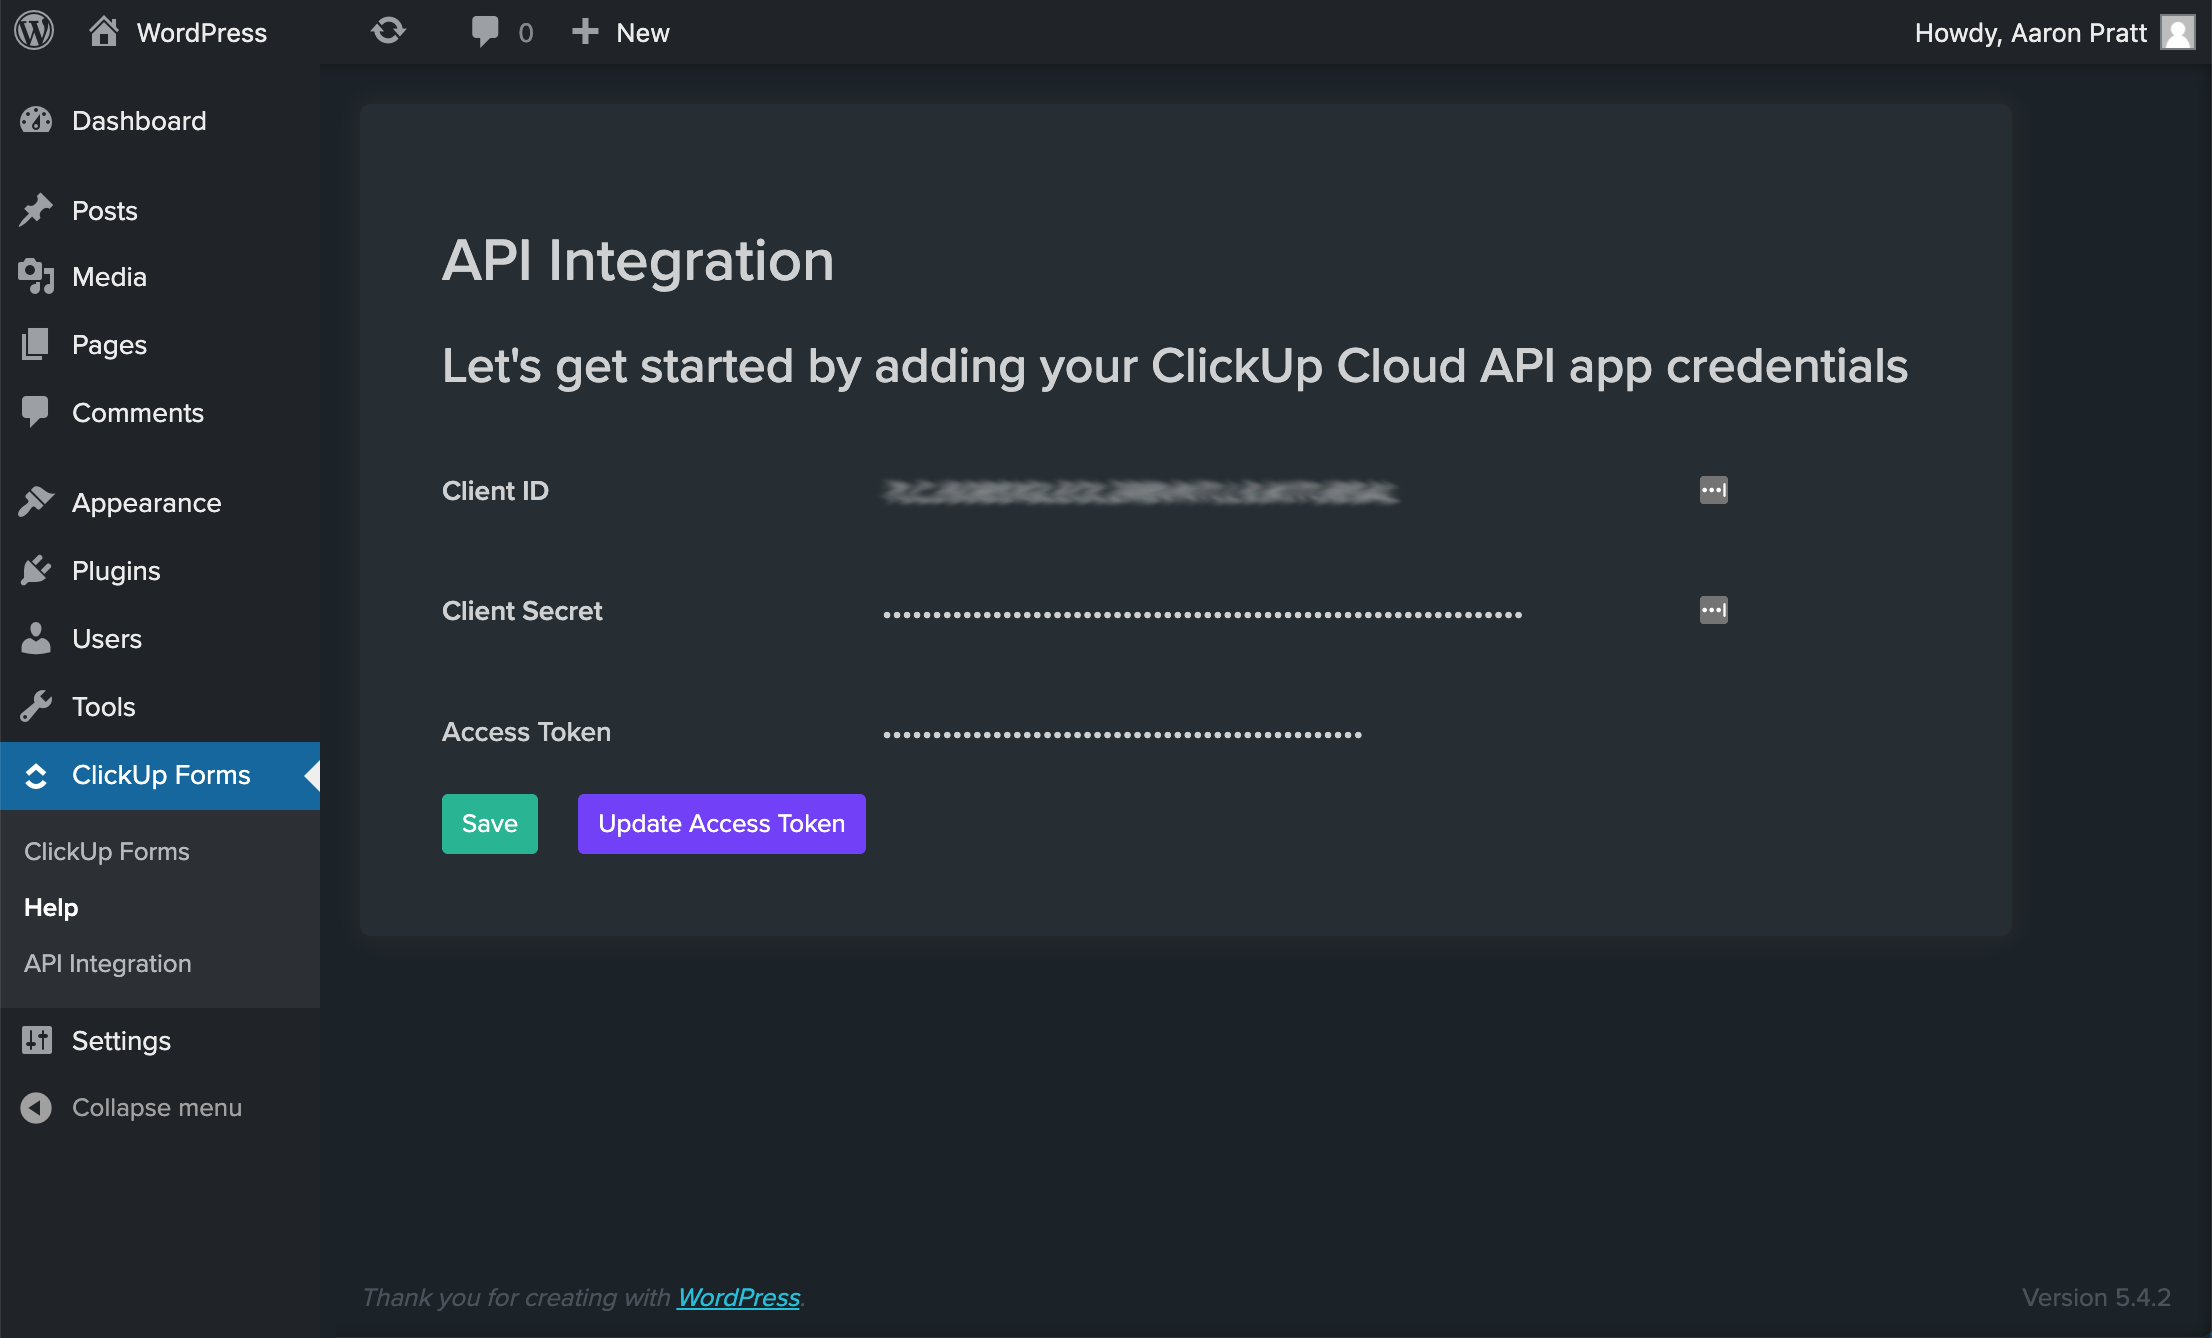 WordPress
0
New
Howdy, Aaron Pratt
Dashboard
Posts
Media
Pages
Comments
Appearance
Plugins
Users
Tools
ClickUp Forms
ClickUp Forms
Help
API Integration
Settings
Collapse menu
API Integration
Let's get started by adding your ClickUp Cloud API app credentials
Client ID
Client Secret
Access Token
Save
Update Access Token
Thank you for creating with WordPress.
Version 5.4.2